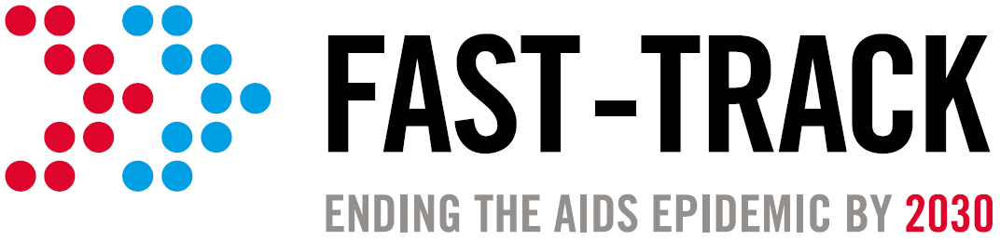 FAST-TRACK
ENDING THE AIDS EPIDEMIC BY 2030